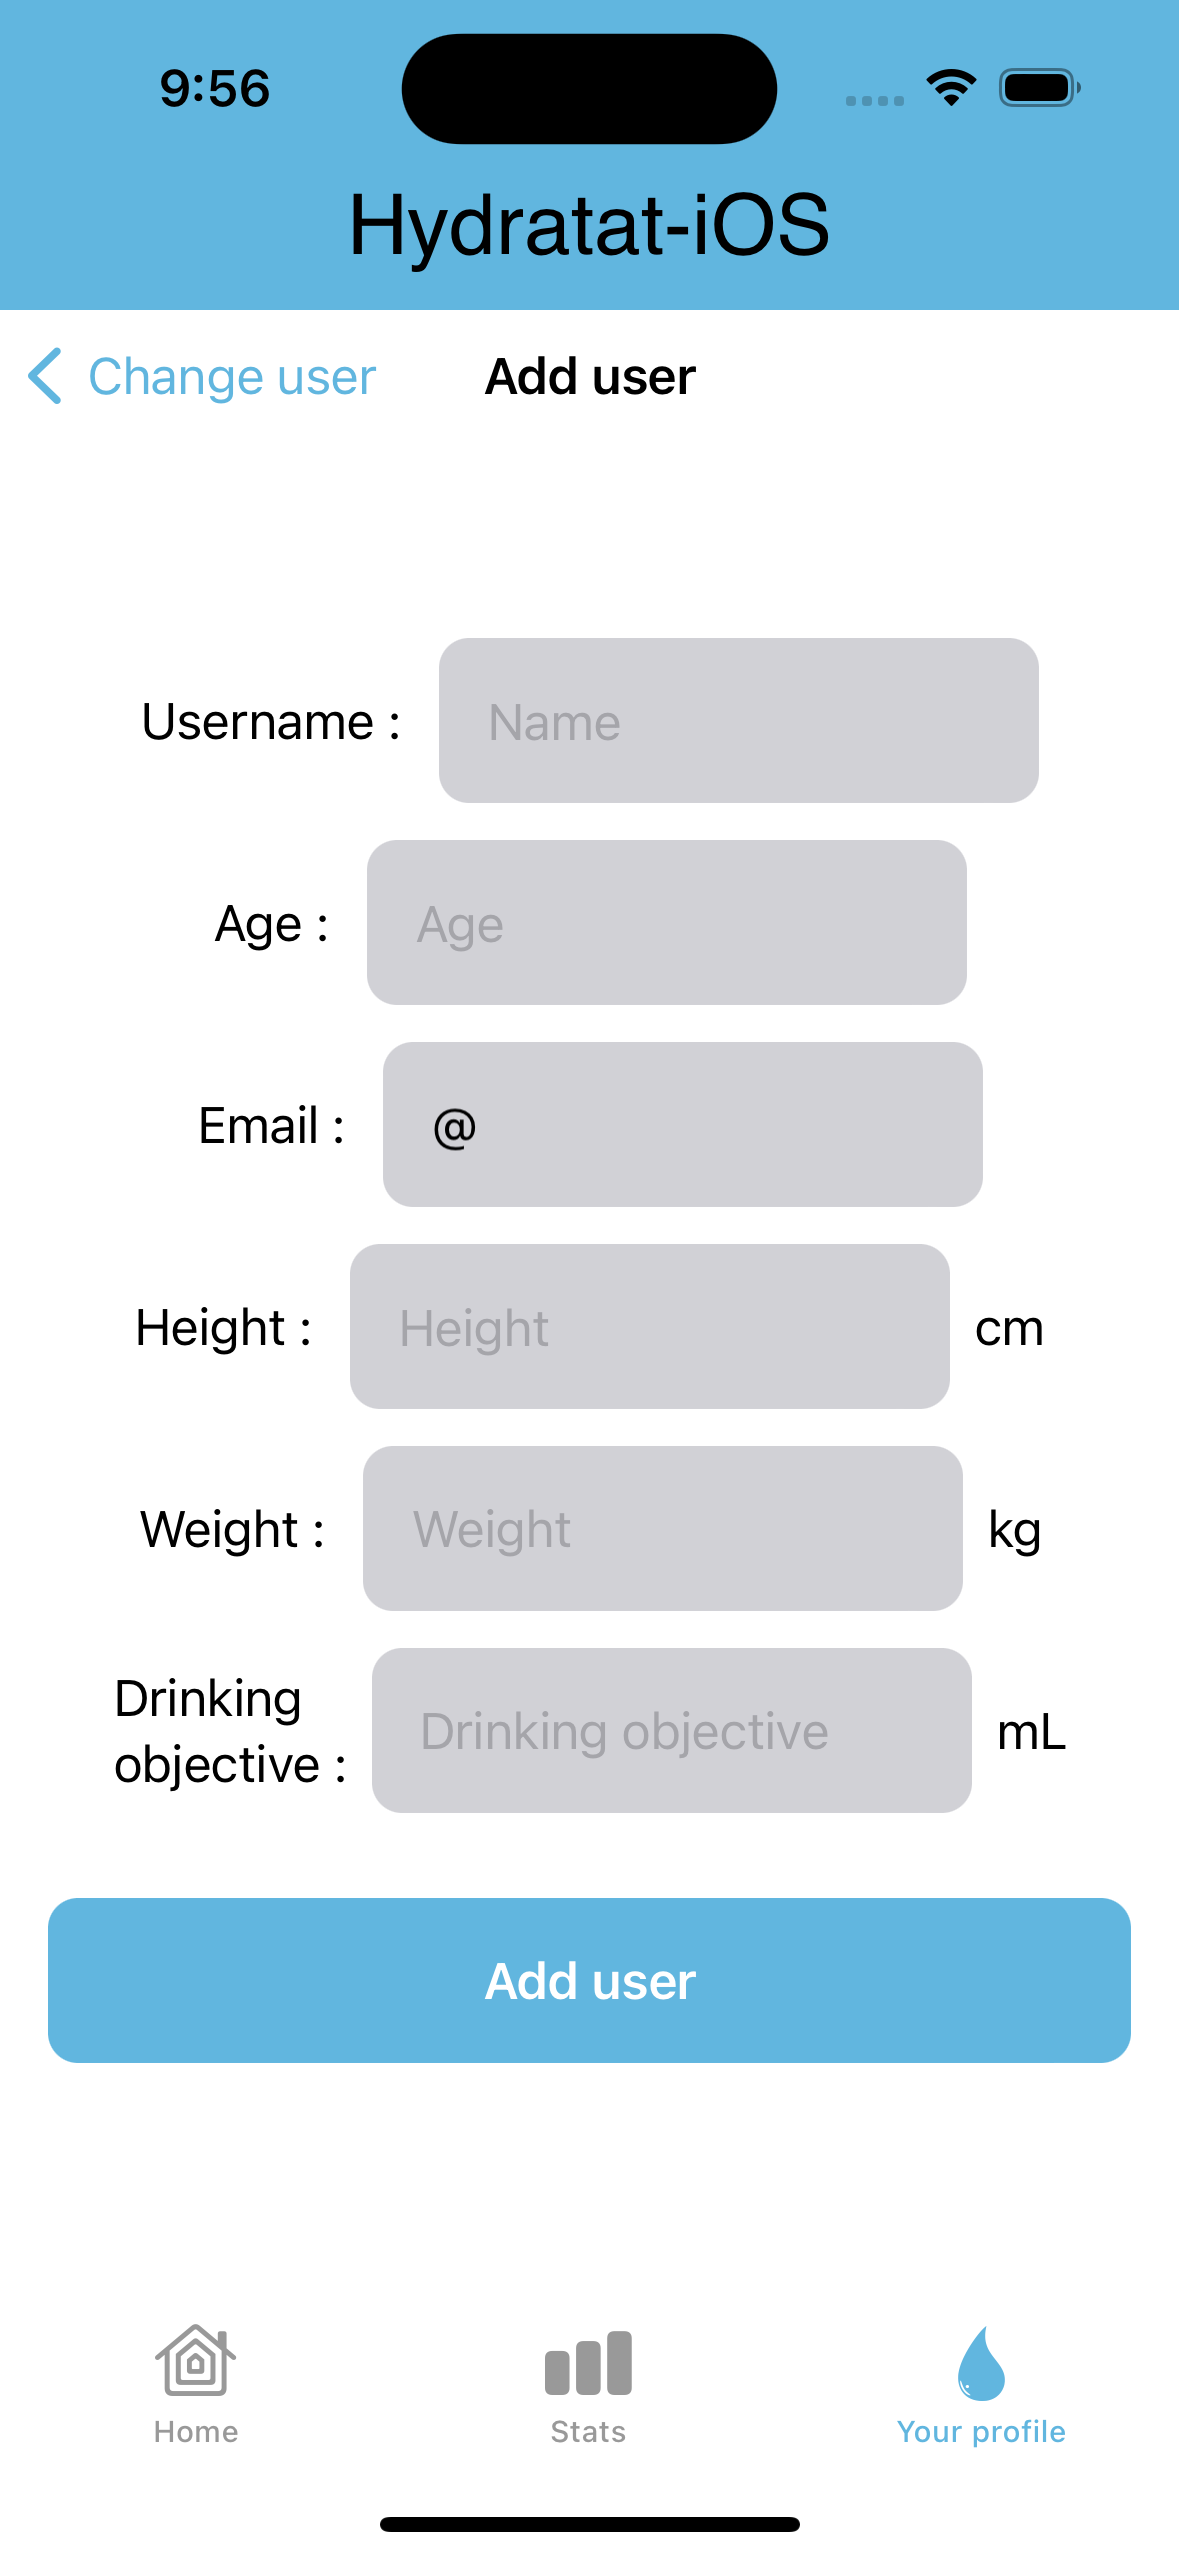 9:56
Hydratat-iOS
Change user
Add user
Username :
Name
Age :
Age
Email :
@
Height :
Height
cm
Weight :
Weight
kg
Drinking
objective :
Drinking objective
mL
Add user
Home
Stats
Your profile